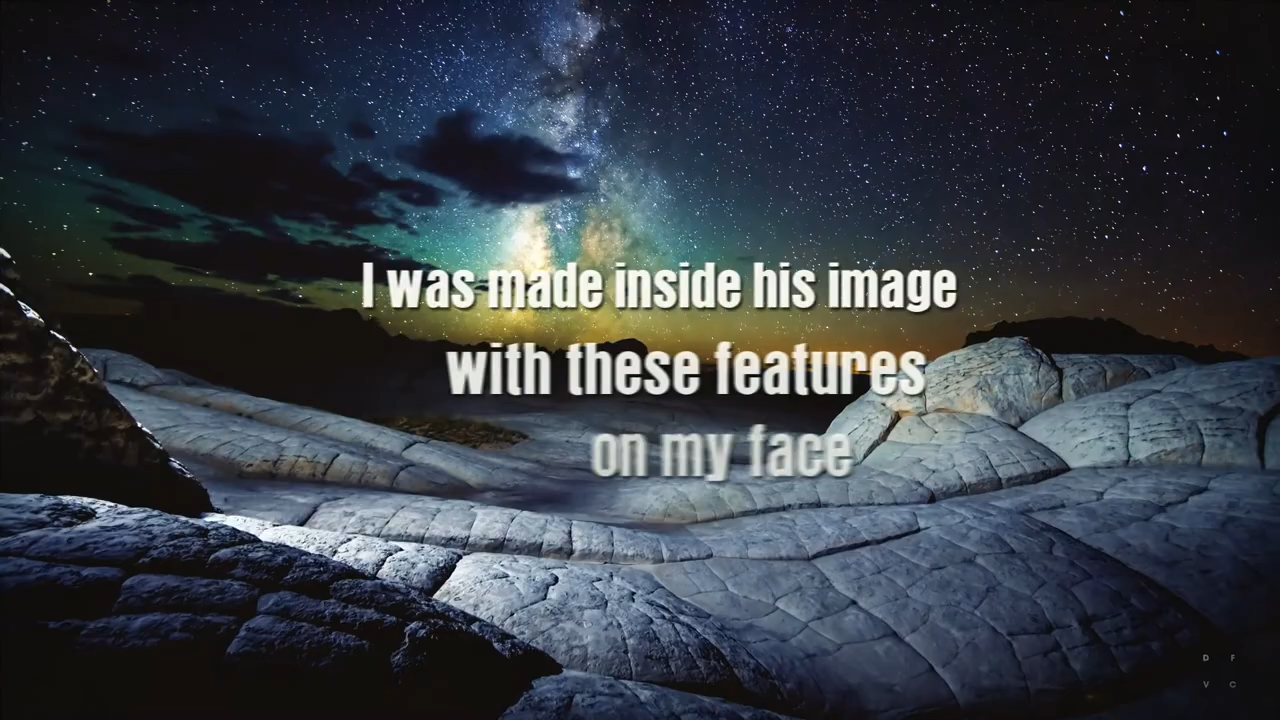 I was made inside his image
with these features
on my face
D F
V C